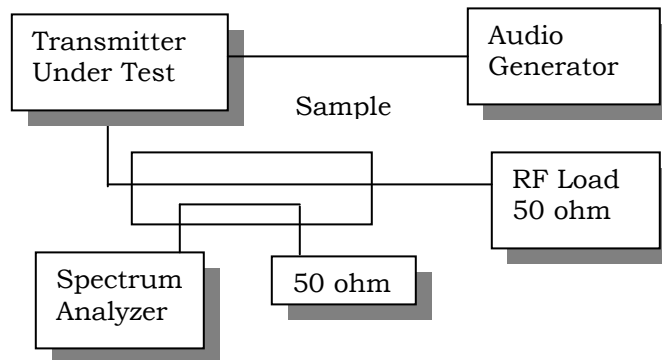 Transmitter
Under Test
Audio
Generator
Sample
RF Load
50 ohm
Spectrum
Analyzer
50 ohm